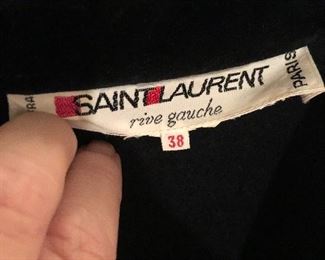 SAINT LAURENT
rive gauche
PARIS
38